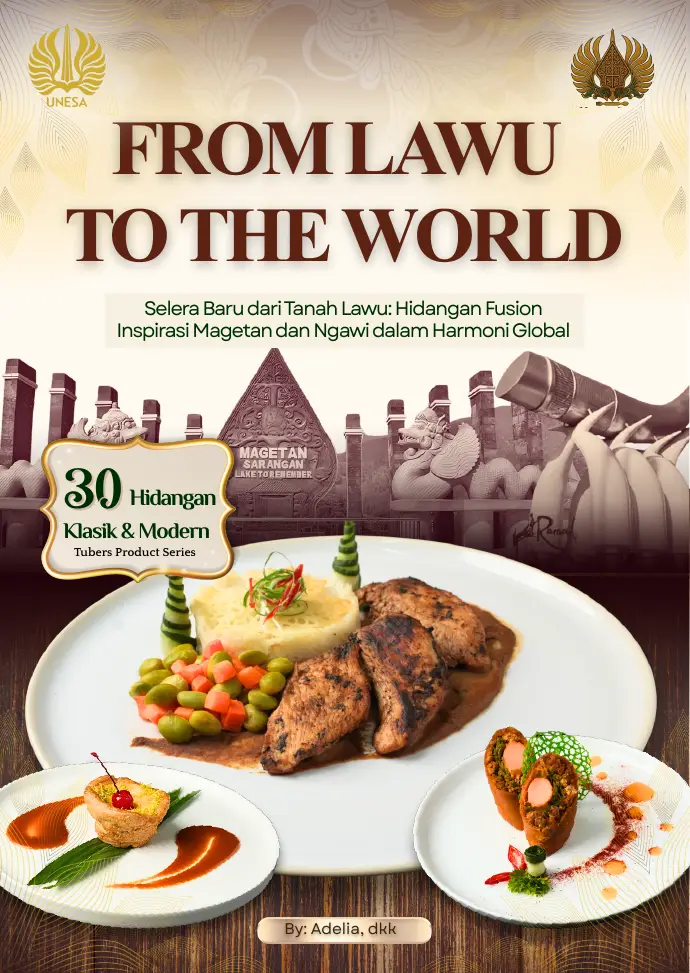 UNESA
FROM LAWU
TO THE WORLD
Selera Baru dari Tanah Lawu: Hidangan Fusion
Inspirasi Magetan dan Ngawi dalam Harmoni Global
MAGETAN
SARANGAN
LAKE TO REMEMBER
30 Hidangan
Klasik & Modern
Tubers Product Series
By: Adelia, dkk